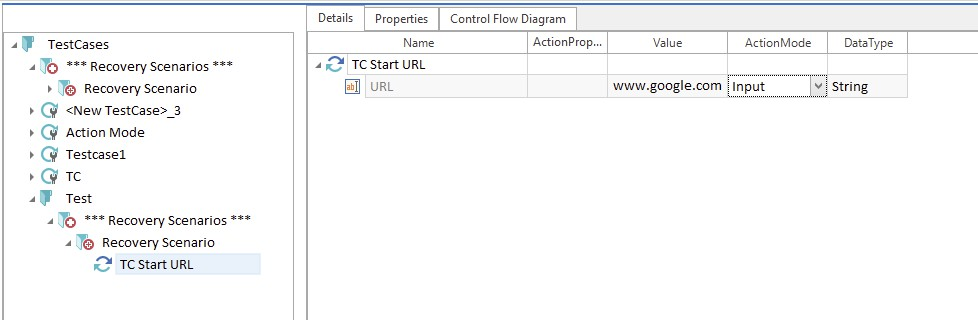 Details Properties Control Flow Diagram
TestCases
*** Recovery Scenarios ***
Recovery Scenario
<New TestCase>_3
Action Mode
Testcase1
TC
Test
*** Recovery Scenarios ***
Recovery Scenario
TC Start URL
Name ActionProp... Value ActionMode DataType
TC Start URL
ab URL www.google.com Input String